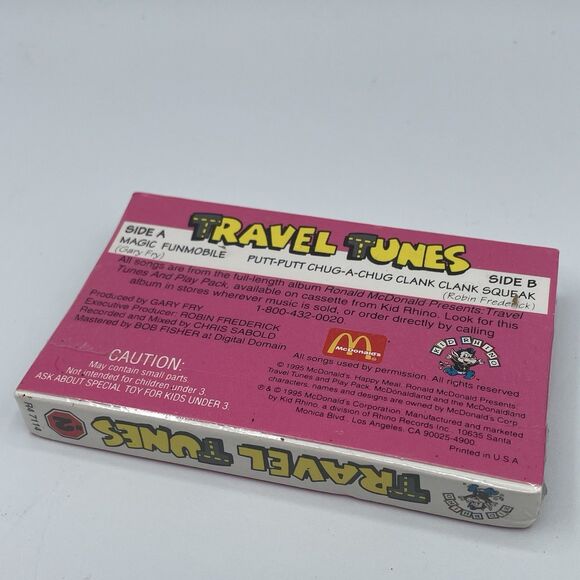 TRAVEL TUNES
SIDE A
MAGIC FUNMOBILE
(Gary Fry)
SIDE B
PUTT-PUTT CHUG-A-CHUG CLANK CLANK SQUEAK
(Robin Frederick)
All songs are from the full-length album Ronald McDonald Presents: Travel
Tunes And Play Pack, available on cassette from Kid Rhino. Look for this
album in stores wherever music is sold, or order directly by calling
1-800-432-0020
Produced by GARY FRY
Executive Producer: ROBIN FREDERICK
Recorded and Mixed by CHRIS SABOLD
Mastered by BOB FISHER at Digital Domain
McDonald's
KID RHINO
CAUTION:
May contain small parts.
Not intended for children under 3.
ASK ABOUT SPECIAL TOY FOR KIDS UNDER 3.
All songs used by permission. All rights reserved
© 1995 McDonald's. Happy Meal, Ronald McDonald Presents
Travel Tunes and Play Pack, McDonaldland and the McDonaldland
characters, names and designs are owned by McDonald's Corp.
℗ & © 1995 McDonald's Corporation. Manufactured and marketed
by Kid Rhino, a division of Rhino Records Inc. 10635 Santa
Monica Blvd. Los Angeles, CA 90025-4900.
Printed in U.S.A.
R4 7114
2
TRAVEL TUNES
KID RHINO